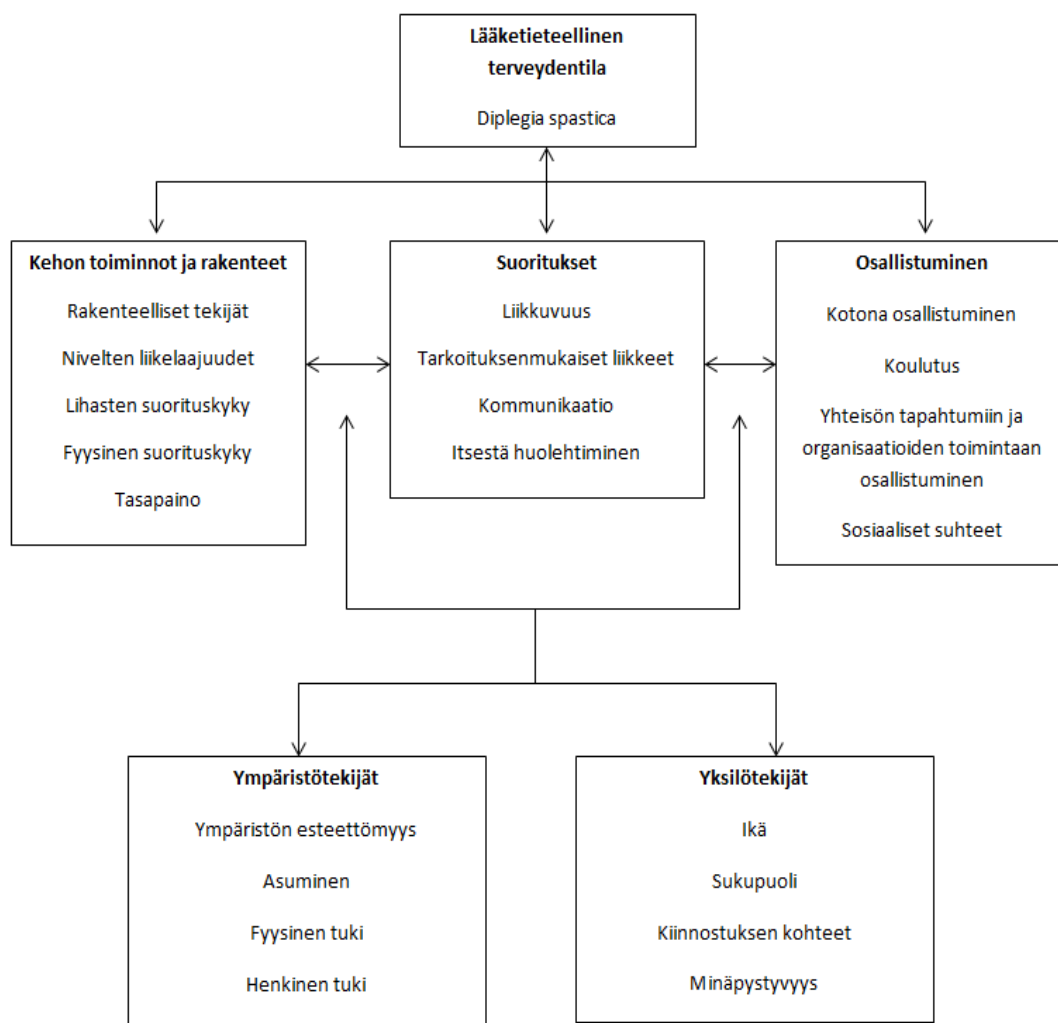 Lääketieteellinen
terveydentila
Diplegia spastica
Kehon toiminnot ja rakenteet
Rakenteelliset tekijät
Nivelten liikelaajuudet
Lihasten suorituskyky
Fyysinen suorituskyky
Tasapaino
Suoritukset
Liikkuvuus
Tarkoituksenmukaiset liikkeet
Kommunikaatio
Itsestä huolehtiminen
Osallistuminen
Kotona osallistuminen
Koulutus
Yhteisön tapahtumiin ja
organisaatioiden toimintaan
osallistuminen
Sosiaaliset suhteet
Ympäristötekijät
Ympäristön esteettömyys
Asuminen
Fyysinen tuki
Henkinen tuki
Yksilötekijät
Ikä
Sukupuoli
Kiinnostuksen kohteet
Minäpystyvyys